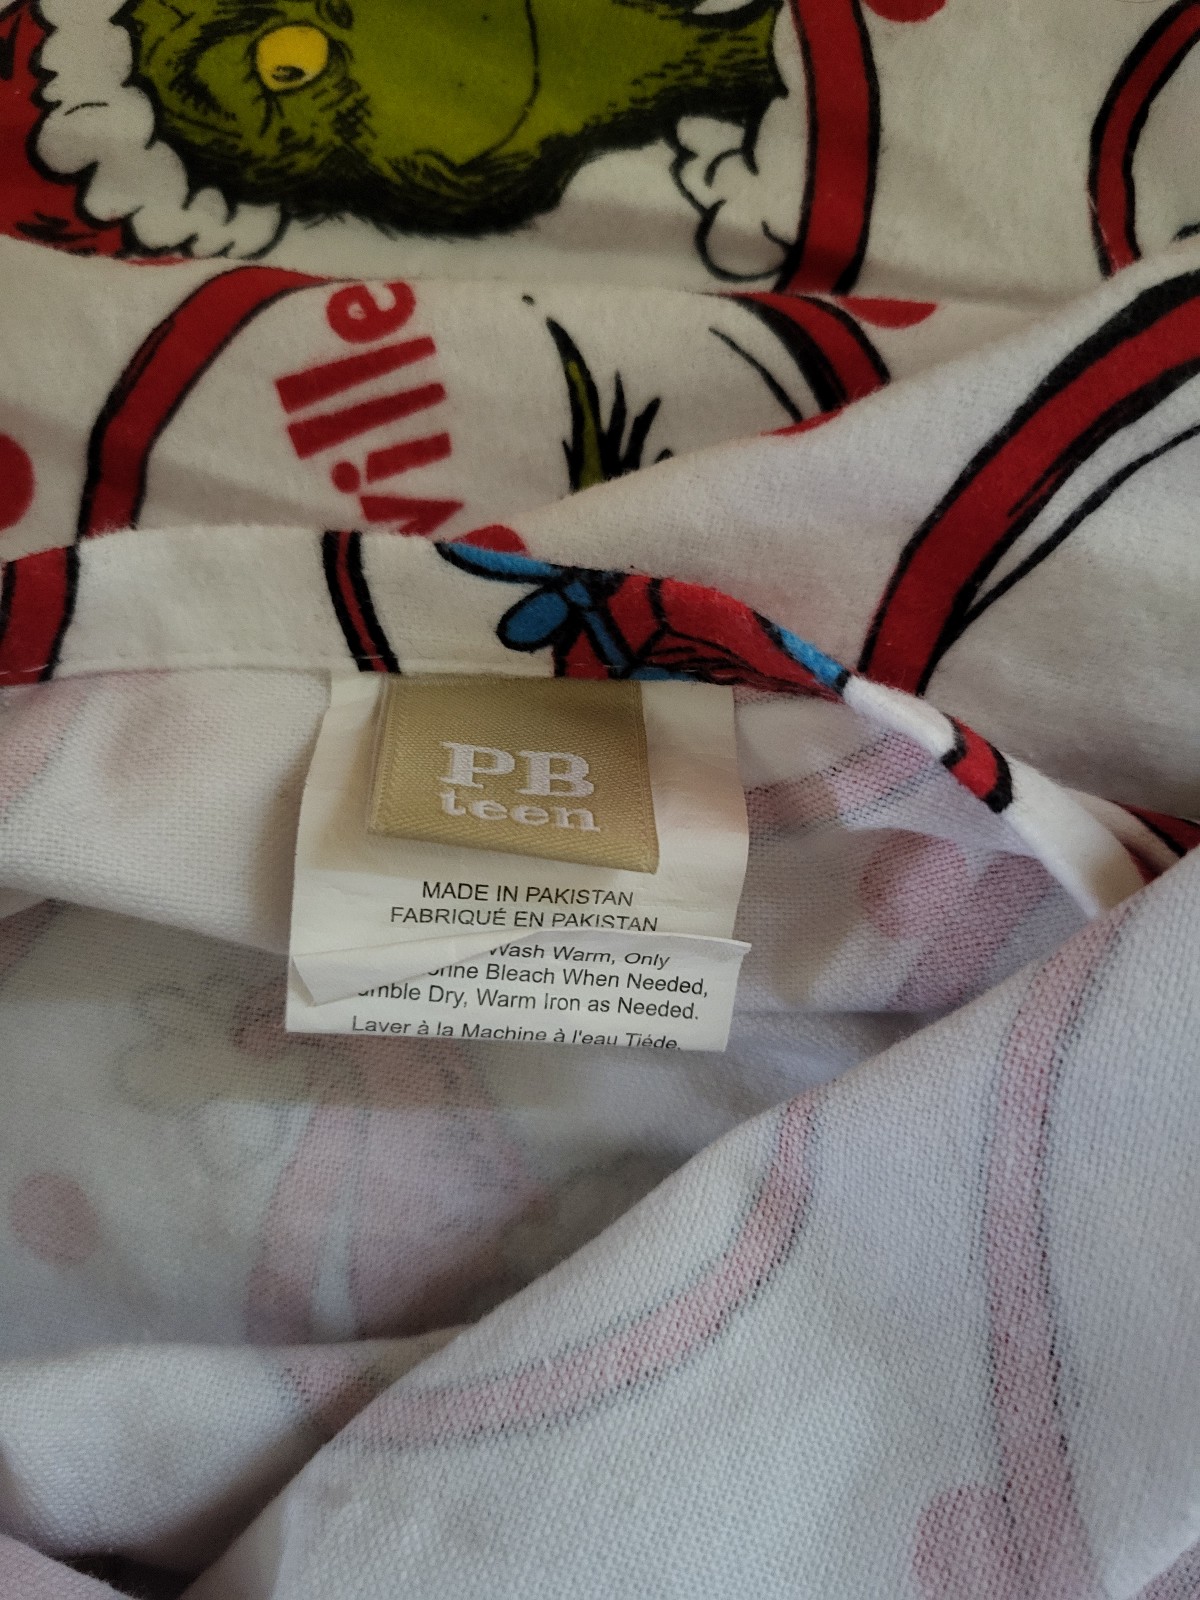 ville
PB
teen
MADE IN PAKISTAN
FABRIQUÉ EN PAKISTAN
Wash Warm, Only
Bleach When Needed,
Dry, Warm Iron as Needed.
Laver à la Machine à l'eau Tiéde.